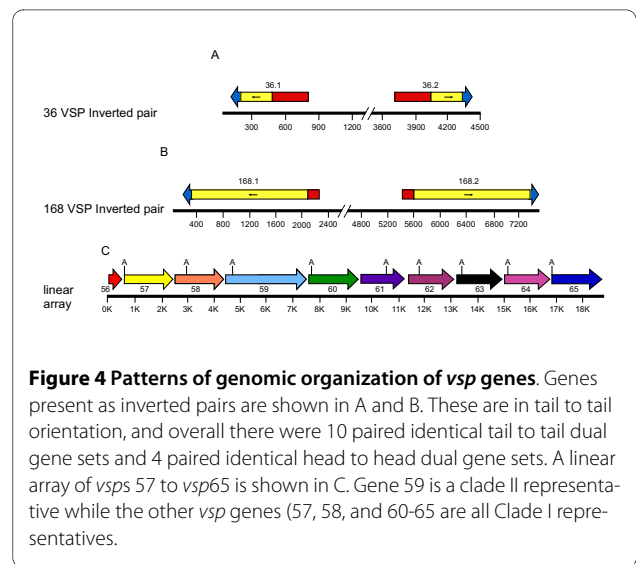 A
36.1
36.2
36 VSP Inverted pair
300 600 900 1200 3600 3900 4200 4500
B
168.1
168.2
168 VSP Inverted pair
400 800 1200 1600 2000 2400 4800 5200 5600 6000 6400 6800 7200
C
A A A A A A A A A A
56 57 58 59 60 61 62 63 64 65
linear
array
0K 1K 2K 3K 4K 5K 6K 7K 8K 9K 10K 11K 12K 13K 14K 15K 16K 17K 18K
Figure 4 Patterns of genomic organization of vsp genes. Genes
present as inverted pairs are shown in A and B. These are in tail to tail
orientation, and overall there were 10 paired identical tail to tail dual
gene sets and 4 paired identical head to head dual gene sets. A linear
array of vsps 57 to vsp65 is shown in C. Gene 59 is a clade II representa-
tive while the other vsp genes (57, 58, and 60-65 are all Clade I repre-
sentatives.